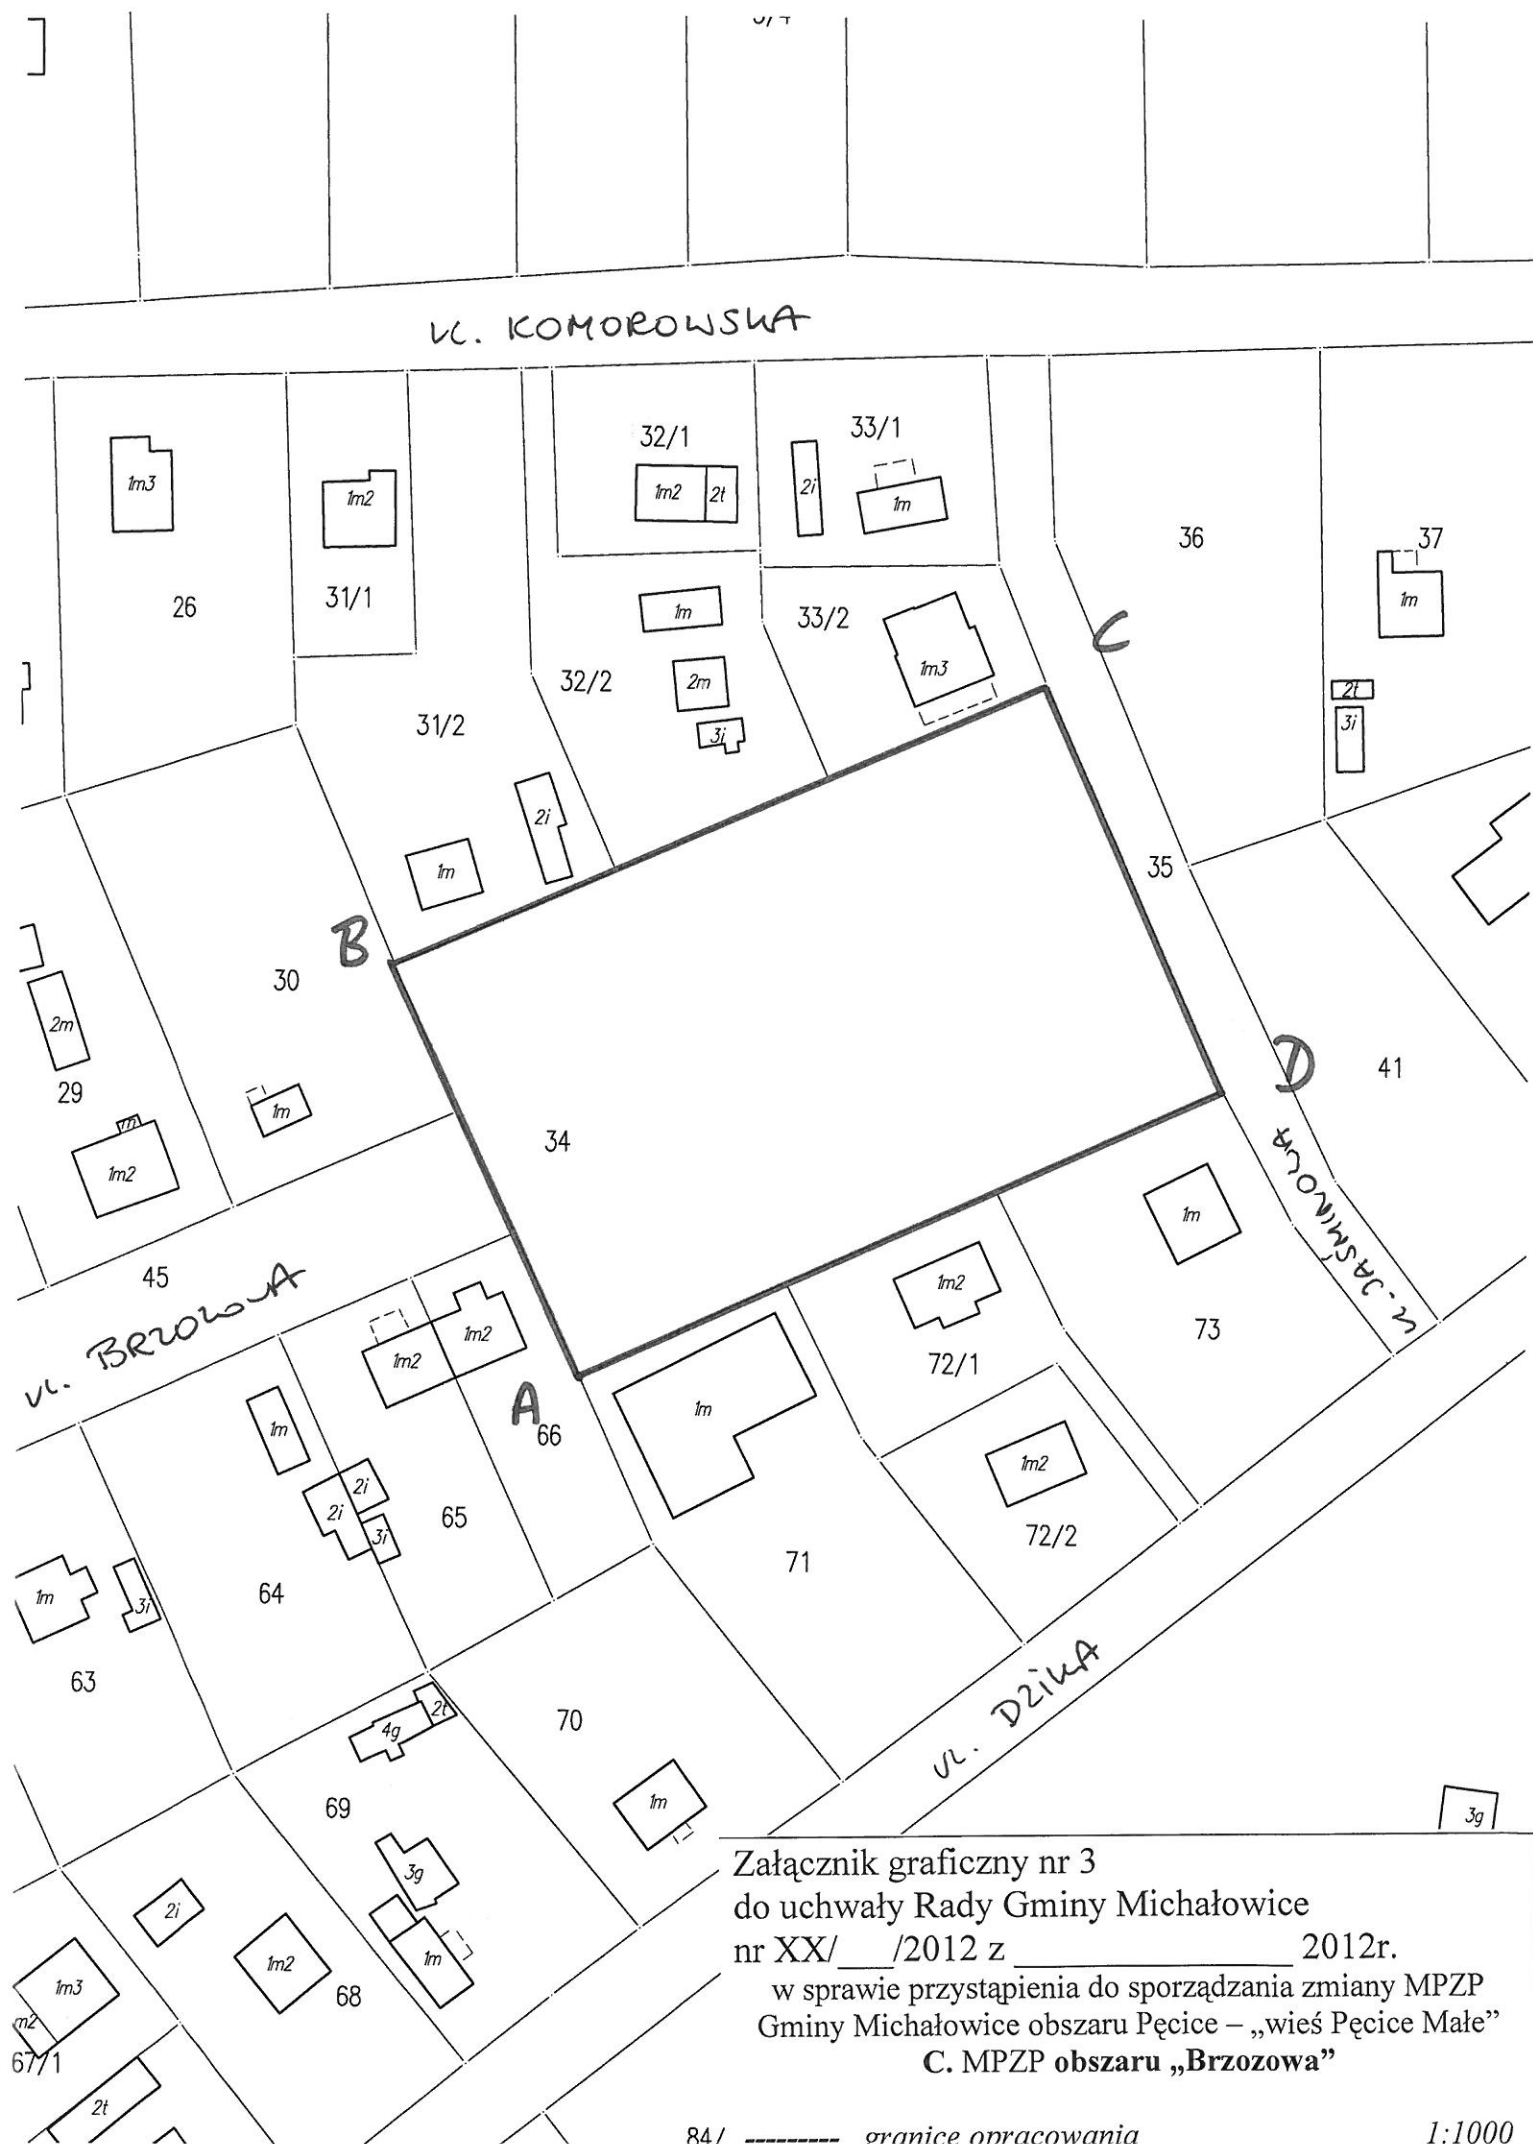 ul. KOMOROWSKA
32/1
33/1
1m3
1m2
1m2
2t
2i
1m
36
37
1m
26
31/1
1m
33/2
32/2
2m
1m3
2t
3i
3i
31/2
2i
1m
C
35
B
30
2m
29
1m
m
1m2
34
D
41
ul. JAŚMINOWA
1m
45
ul. BRZOZOWA
1m2
1m2
1m2
73
72/1
A
66
1m
1m
1m2
2i
2i
3i
65
72/2
71
1m
3i
64
63
ul. DZIKA
2t
4g
70
1m
69
3g
3g
2i
1m
1m2
68
1m3
m2
67/1
2t
Załącznik graficzny nr 3
do uchwały Rady Gminy Michałowice
nr XX/___/2012 z _______________ 2012r.
w sprawie przystąpienia do sporządzania zmiany MPZP
Gminy Michałowice obszaru Pęcice – „wieś Pęcice Małe”
C. MPZP obszaru „Brzozowa”
84/ --------- granice opracowania 1:1000